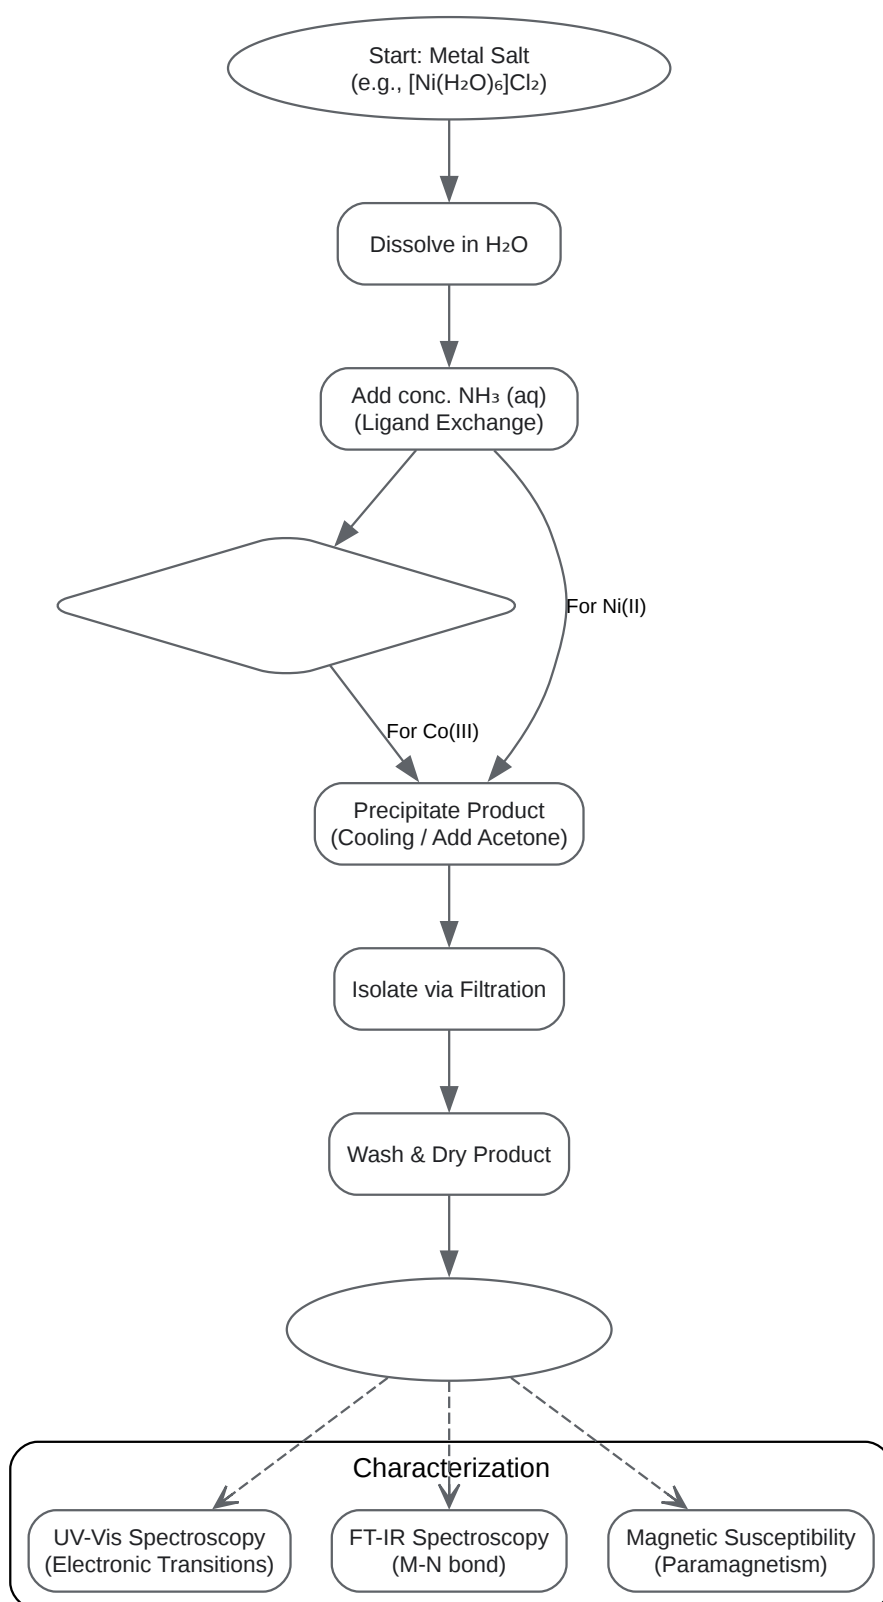 Start: Metal Salt
(e.g., [Ni(H₂O)₆]Cl₂)
Dissolve in H₂O
Add conc. NH₃ (aq)
(Ligand Exchange)
For Ni(II)
For Co(III)
Precipitate Product
(Cooling / Add Acetone)
Isolate via Filtration
Wash & Dry Product
Characterization
UV-Vis Spectroscopy
(Electronic Transitions)
FT-IR Spectroscopy
(M-N bond)
Magnetic Susceptibility
(Paramagnetism)